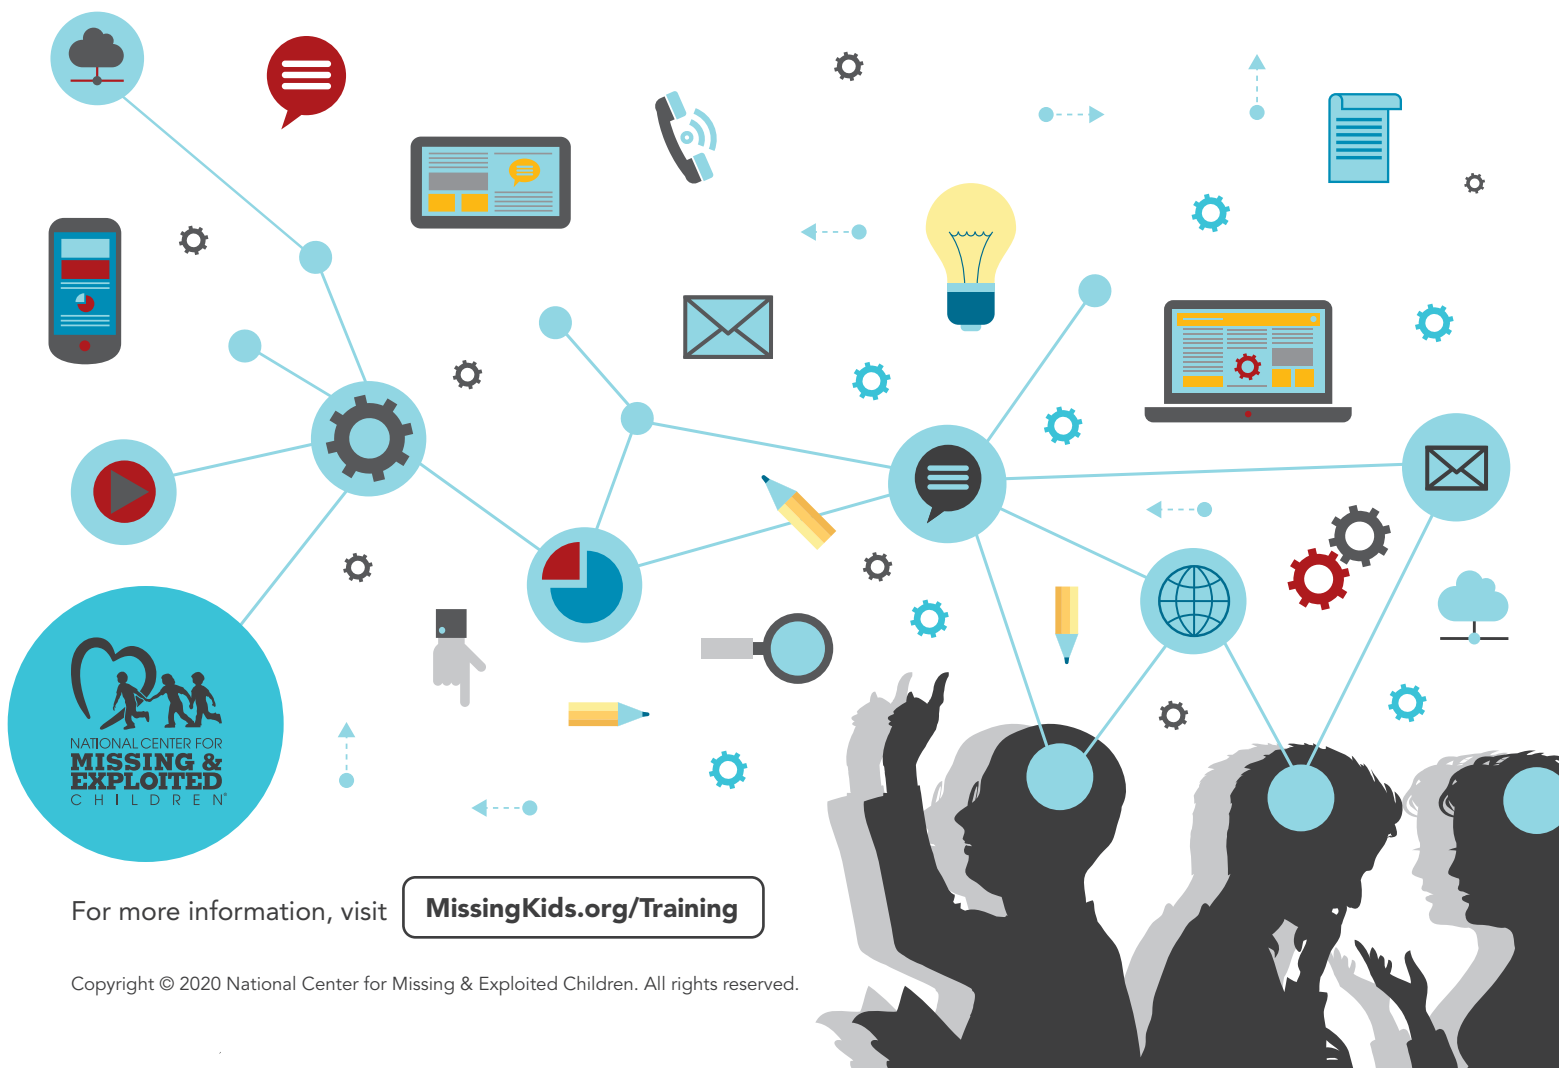 NATIONAL CENTER FOR
MISSING &
EXPLOITED
CHILDREN®
For more information, visit MissingKids.org/Training
Copyright © 2020 National Center for Missing & Exploited Children. All rights reserved.